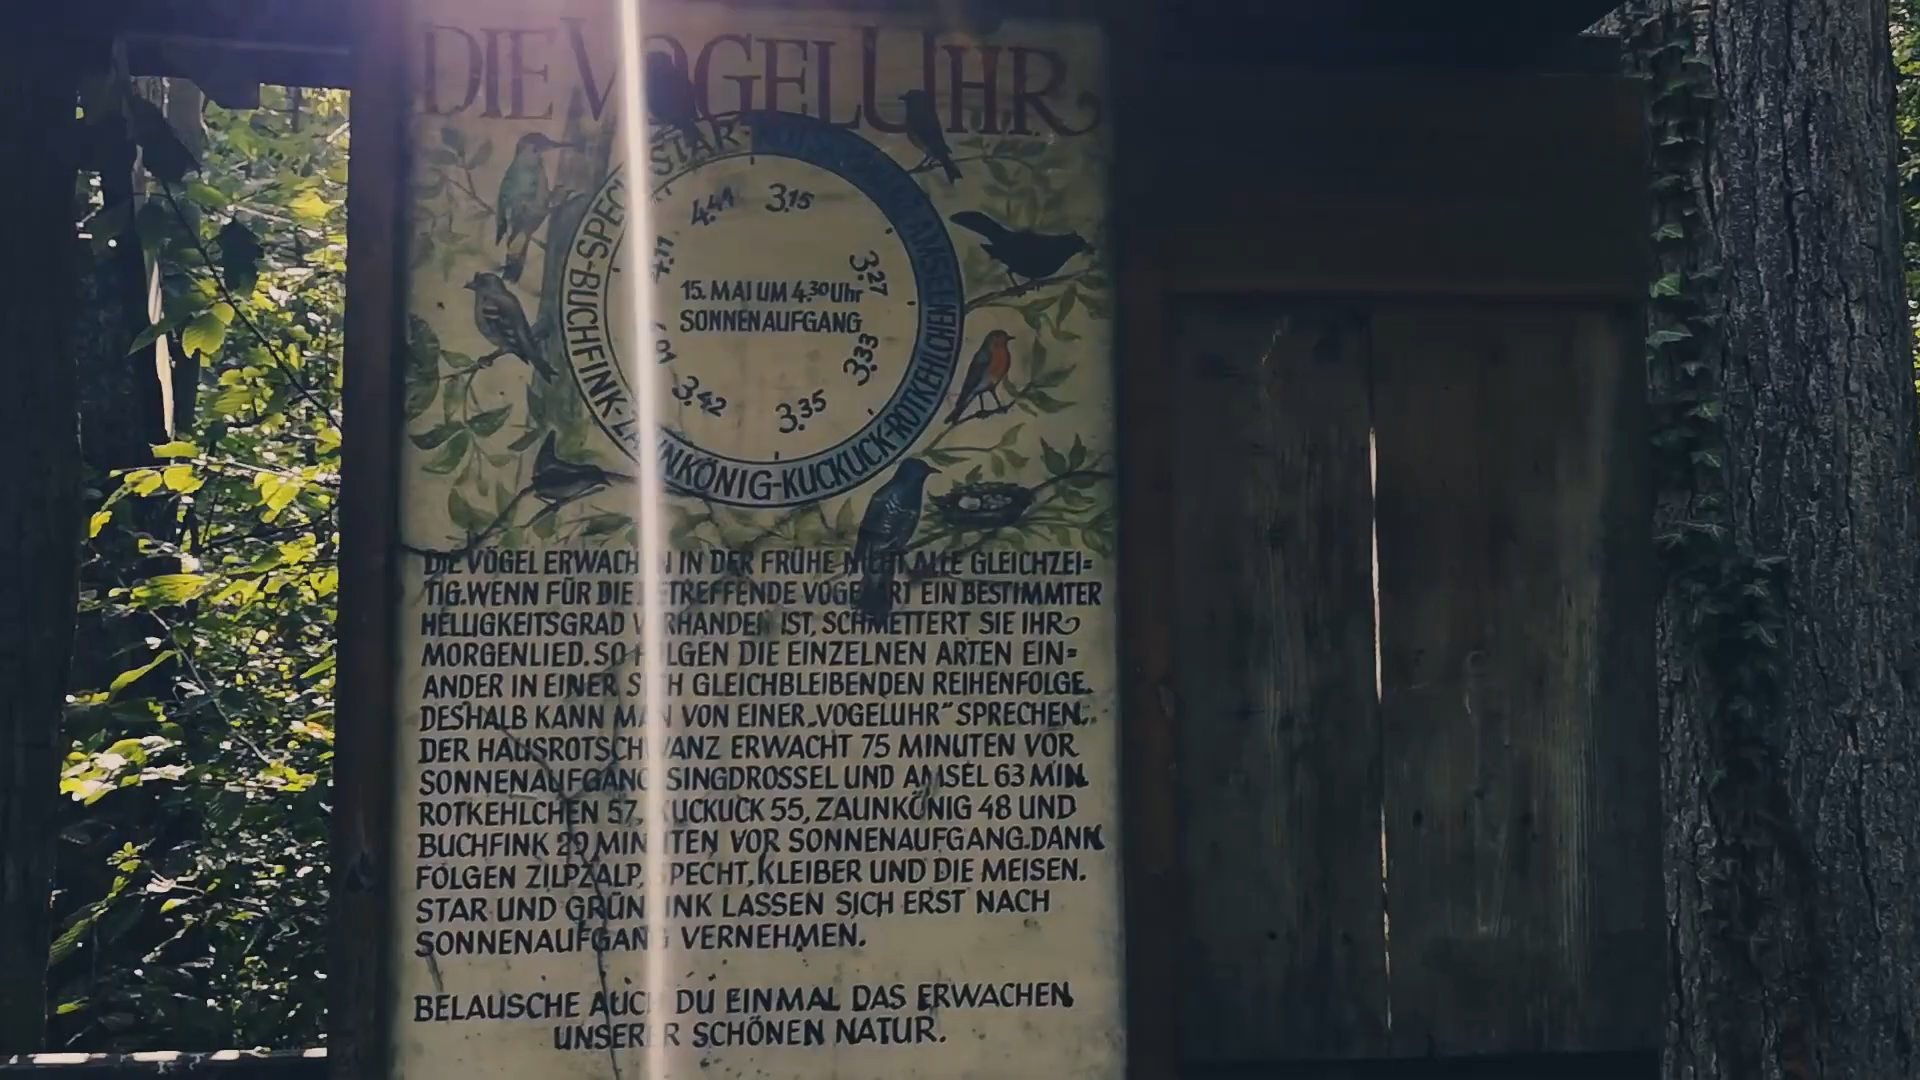 DIE VOGELUHR
STAR- AMSEL ROTKEHLCHEN-KUCKUCK-ZAUNKÖNIG BUCHFINK- B-SPECHT
4.44 3.15
4.11 3.27
15. MAI UM 4.30 Uhr
SONNENAUFGANG
01 3.33
3.42 3.35
DIE VÖGEL ERWACHEN IN DER FRÜHE NICHT ALLE GLEICHZEI=
TIG. WENN FÜR DIE BETREFFENDE VOGELART EIN BESTIMMTER
HELLIGKEITSGRAD VORHANDEN IST, SCHMETTERT SIE IHR
MORGENLIED. SO FOLGEN DIE EINZELNEN ARTEN EIN=
ANDER IN EINER SICH GLEICHBLEIBENDEN REIHENFOLGE.
DESHALB KANN MAN VON EINER „VOGELUHR" SPRECHEN.
DER HAUSROTSCHWANZ ERWACHT 75 MINUTEN VOR
SONNENAUFGANG SINGDROSSEL UND AMSEL 63 MIN.
ROTKEHLCHEN 57, KUCKUCK 55, ZAUNKÖNIG 48 UND
BUCHFINK 29 MINUTEN VOR SONNENAUFGANG. DANN
FOLGEN ZILPZALP, SPECHT, KLEIBER UND DIE MEISEN.
STAR UND GRÜNFINK LASSEN SICH ERST NACH
SONNENAUFGANG VERNEHMEN.
BELAUSCHE AUCH DU EINMAL DAS ERWACHEN
UNSERER SCHÖNEN NATUR.